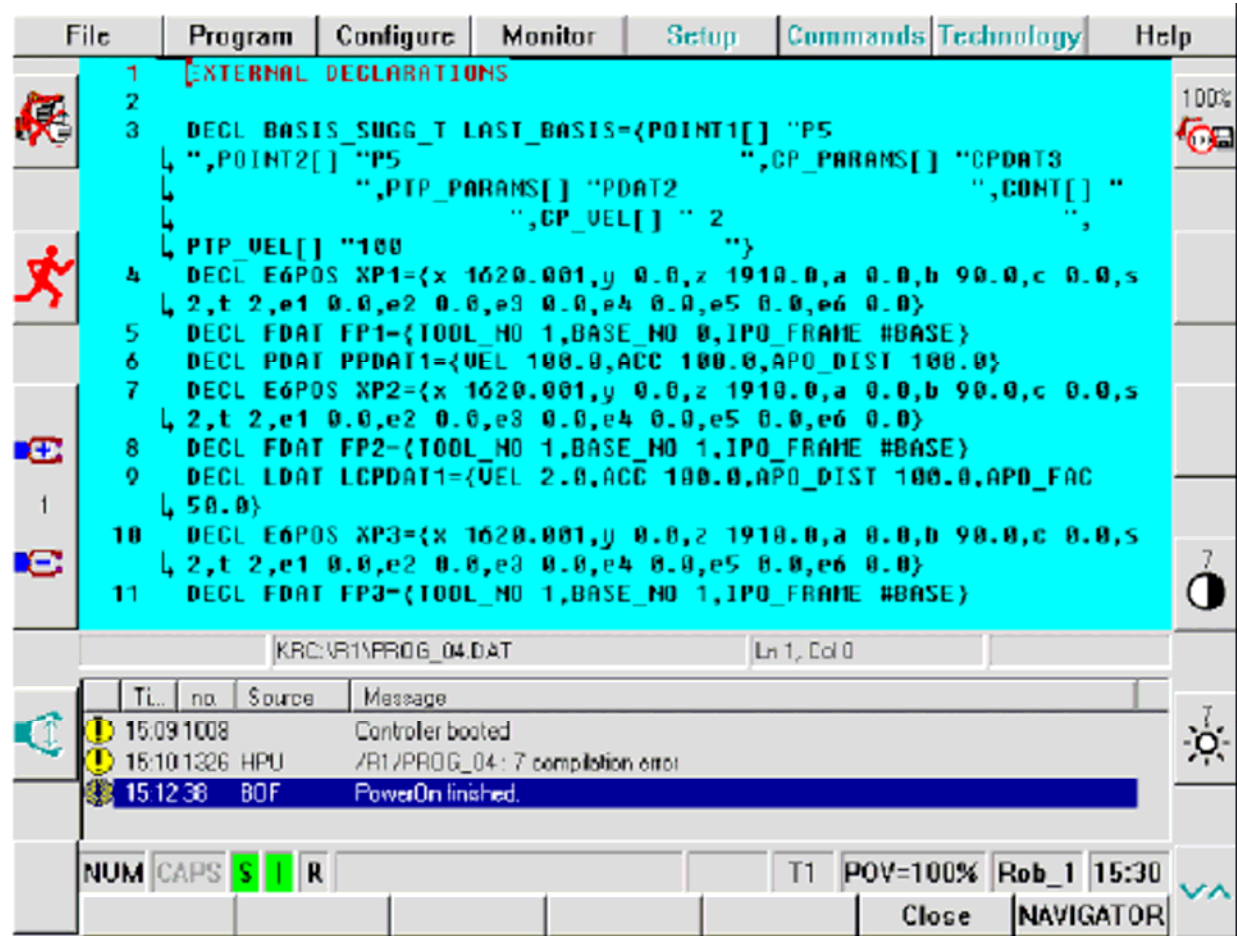 File Program Configure Monitor Setup Commands Technology Help
1 EXTERNAL DECLARATIONS
2
3 DECL BASIS_SUGG_T LAST_BASIS={POINT1[] "P5
",POINT2[] "P5 ",CP_PARAMS[] "CPDAT3
",PTP_PARAMS[] "PDAT2 ",CONT[] "
",CP_VEL[] " 2 ",
PTP_VEL[] "100 "}
4 DECL E6POS XP1={x 1620.001,y 0.0,z 1910.0,a 0.0,b 90.0,c 0.0,s
2,t 2,e1 0.0,e2 0.0,e3 0.0,e4 0.0,e5 0.0,e6 0.0}
5 DECL FDAT FP1={TOOL_NO 1,BASE_NO 0,IPO_FRAME #BASE}
6 DECL PDAT PPDAT1={VEL 100.0,ACC 100.0,APO_DIST 100.0}
7 DECL E6POS XP2={x 1620.001,y 0.0,z 1910.0,a 0.0,b 90.0,c 0.0,s
2,t 2,e1 0.0,e2 0.0,e3 0.0,e4 0.0,e5 0.0,e6 0.0}
8 DECL FDAT FP2={TOOL_NO 1,BASE_NO 1,IPO_FRAME #BASE}
9 DECL LDAT LCPDAT1={VEL 2.0,ACC 100.0,APO_DIST 100.0,APO_FAC
50.0}
10 DECL E6POS XP3={x 1620.001,y 0.0,z 1910.0,a 0.0,b 90.0,c 0.0,s
2,t 2,e1 0.0,e2 0.0,e3 0.0,e4 0.0,e5 0.0,e6 0.0}
11 DECL FDAT FP3={TOOL_NO 1,BASE_NO 1,IPO_FRAME #BASE}
100%
1
7
7
KRC:\R1\PROG_04.DAT Ln 1, Col 0
Ti... no. Source Message
15:09 1008 Controller booted
15:10 1326 HPU /R1/PROG_04 : 7 compilation error
15:12 38 BOF PowerOn finished.
NUM CAPS S I R T1 POV=100% Rob_1 15:30
Close NAVIGATOR